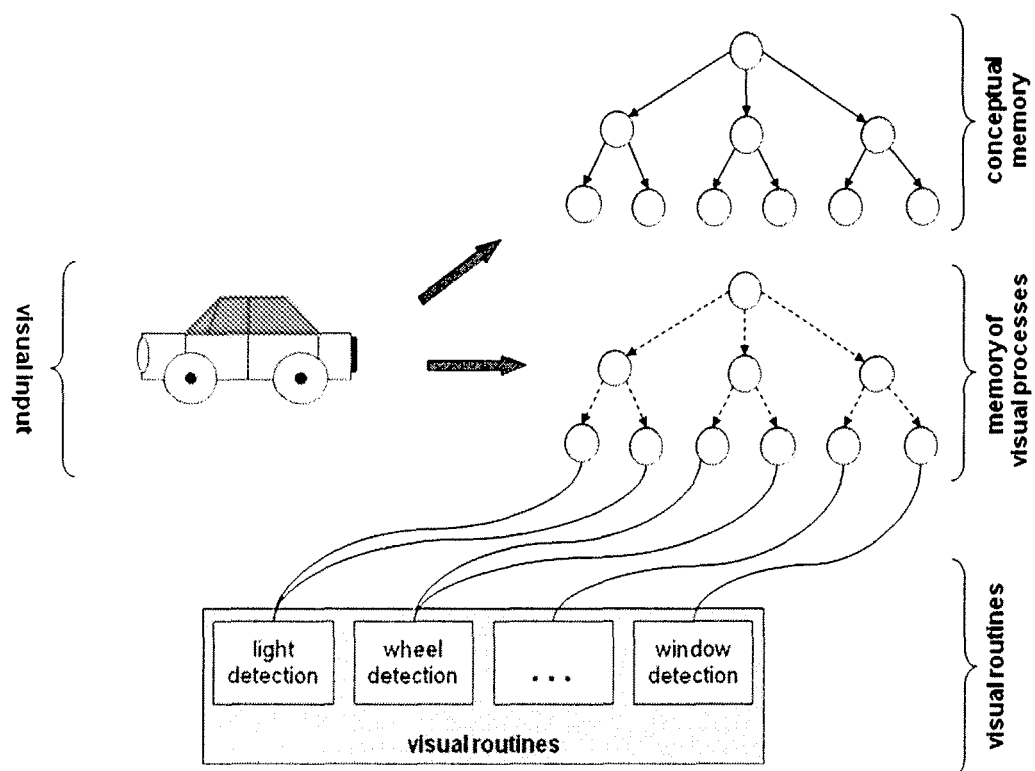 conceptual
memory
visual input
memory of
visual processes
light
detection
wheel
detection
...
window
detection
visual routines
visual routines